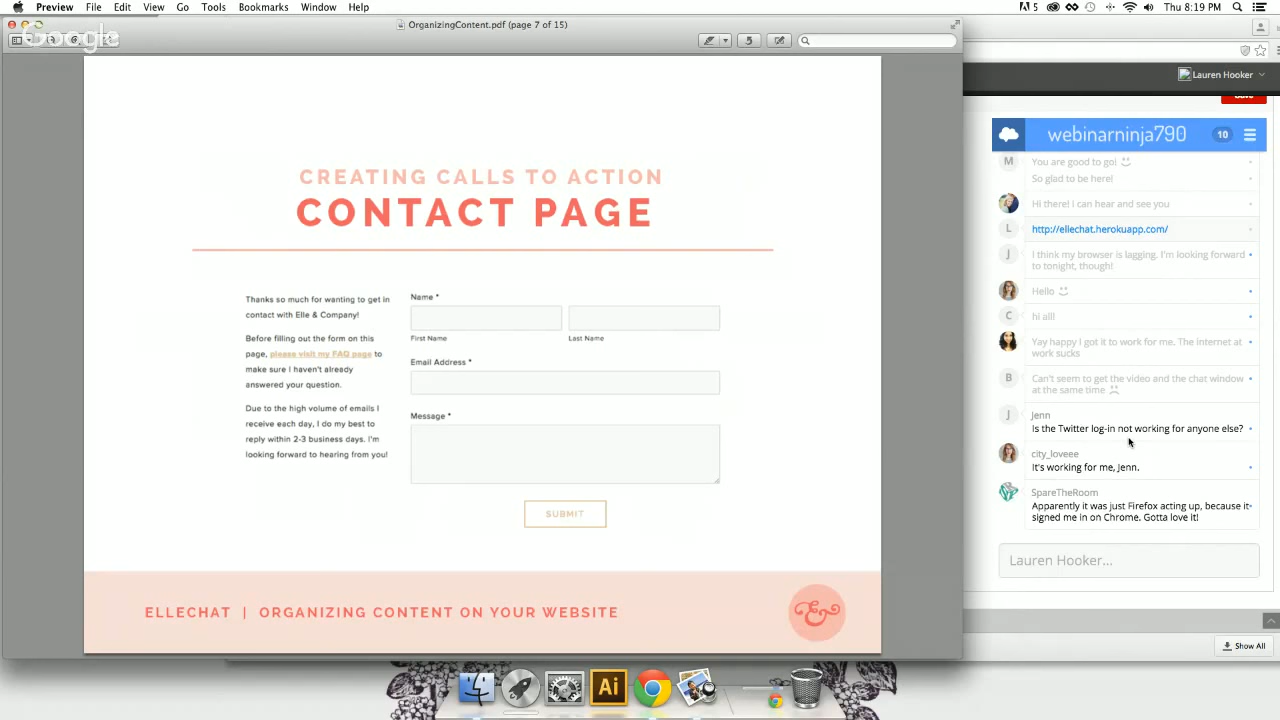 Preview File Edit View Go Tools Bookmarks Window Help
5 Thu 8:19 PM
OrganizingContent.pdf (page 7 of 15)
Google
5
Lauren Hooker
CREATING CALLS TO ACTION
CONTACT PAGE
Thanks so much for wanting to get in
contact with Elle & Company!
Before filling out the form on this
page, please visit my FAQ page to
make sure I haven't already
answered your question.
Due to the high volume of emails I
receive each day, I do my best to
reply within 2-3 business days. I'm
looking forward to hearing from you!
Name *
First Name
Last Name
Email Address *
Message *
SUBMIT
ELLECHAT | ORGANIZING CONTENT ON YOUR WEBSITE
E
webinarninja790 10
M
You are good to go!
So glad to be here!
Hi there! I can hear and see you
L
http://ellechat.herokuapp.com/
J
I think my browser is lagging. I'm looking forward
to tonight, though!
Hello
C
hi alll
Yay happy I got it to work for me. The internet at
work sucks
B
Can't seem to get the video and the chat window
at the same time
J
Jenn
Is the Twitter log-in not working for anyone else?
city_loveee
It's working for me, Jenn.
SpareTheRoom
Apparently it was just Firefox acting up, because it
signed me in on Chrome. Gotta love it!
Lauren Hooker...
Show All
Ai